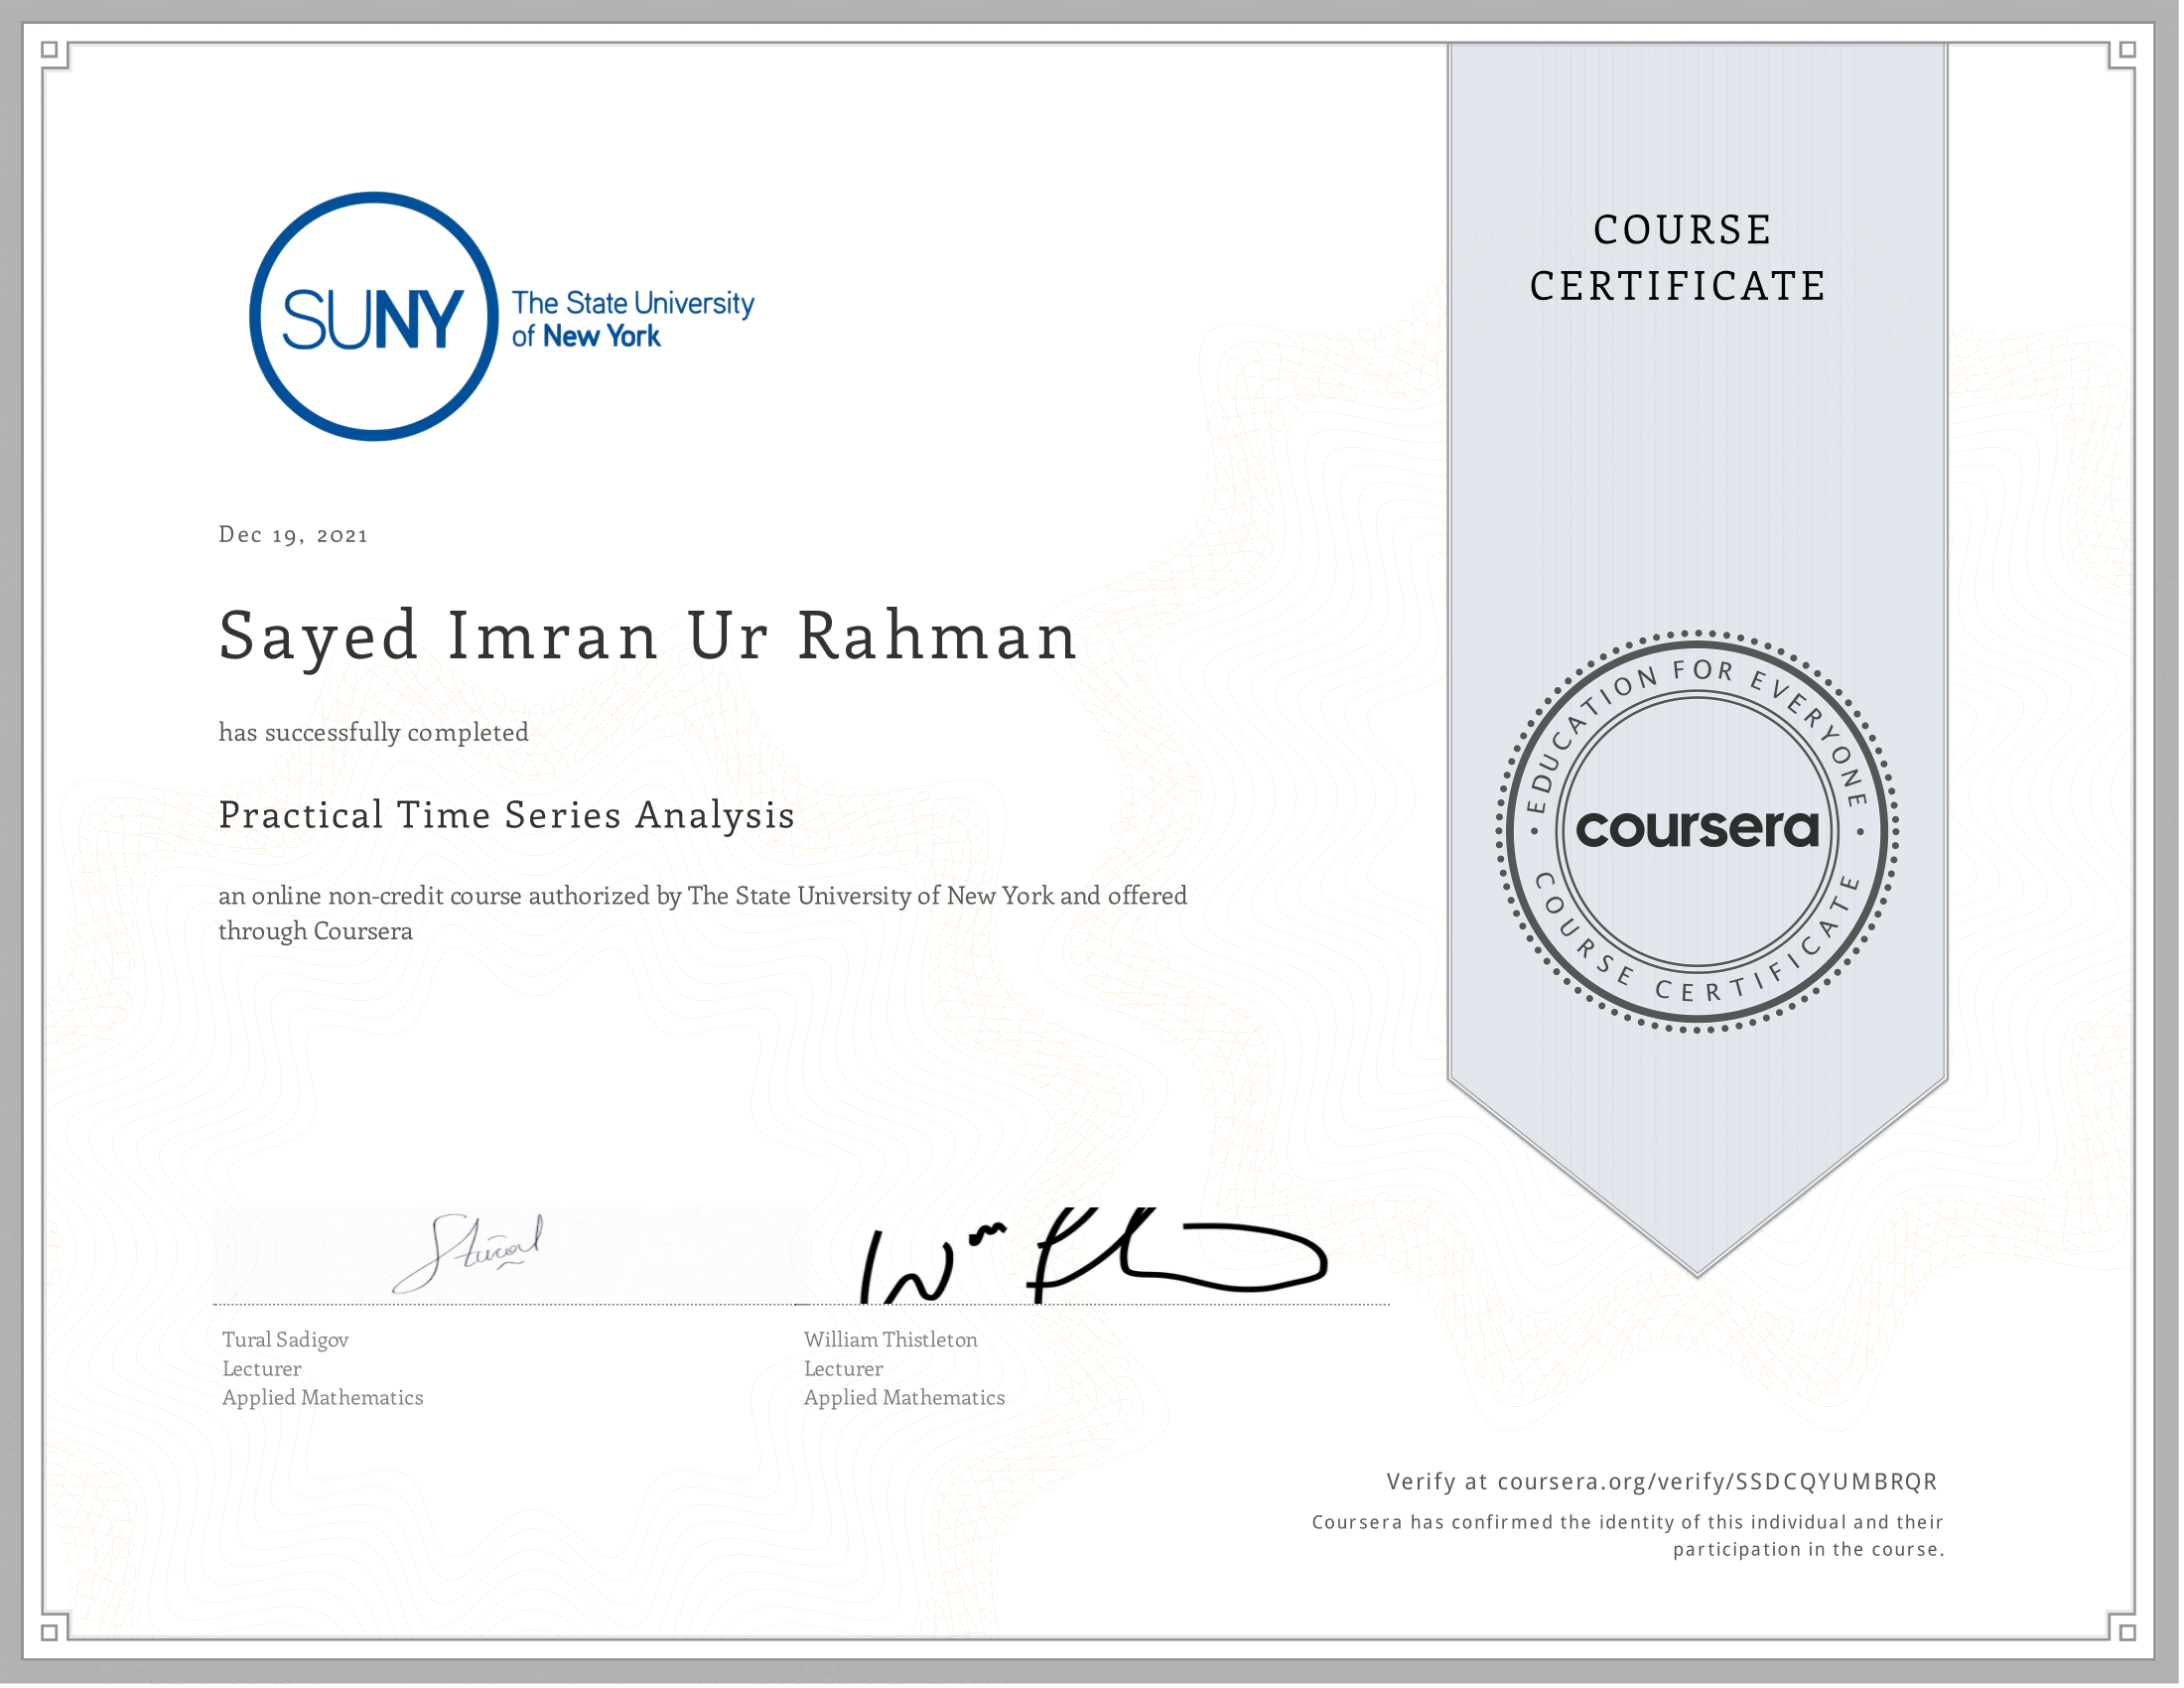 SUNY
The State University
of New York
COURSE
CERTIFICATE
Dec 19, 2021
Sayed Imran Ur Rahman
has successfully completed
Practical Time Series Analysis
an online non-credit course authorized by The State University of New York and offered
through Coursera
EDUCATION FOR EVERYONE
coursera
COURSE CERTIFICATE
Tural Sadigov
Lecturer
Applied Mathematics
William Thistleton
Lecturer
Applied Mathematics
Verify at coursera.org/verify/SSDCQYUMBRQR
Coursera has confirmed the identity of this individual and their
participation in the course.